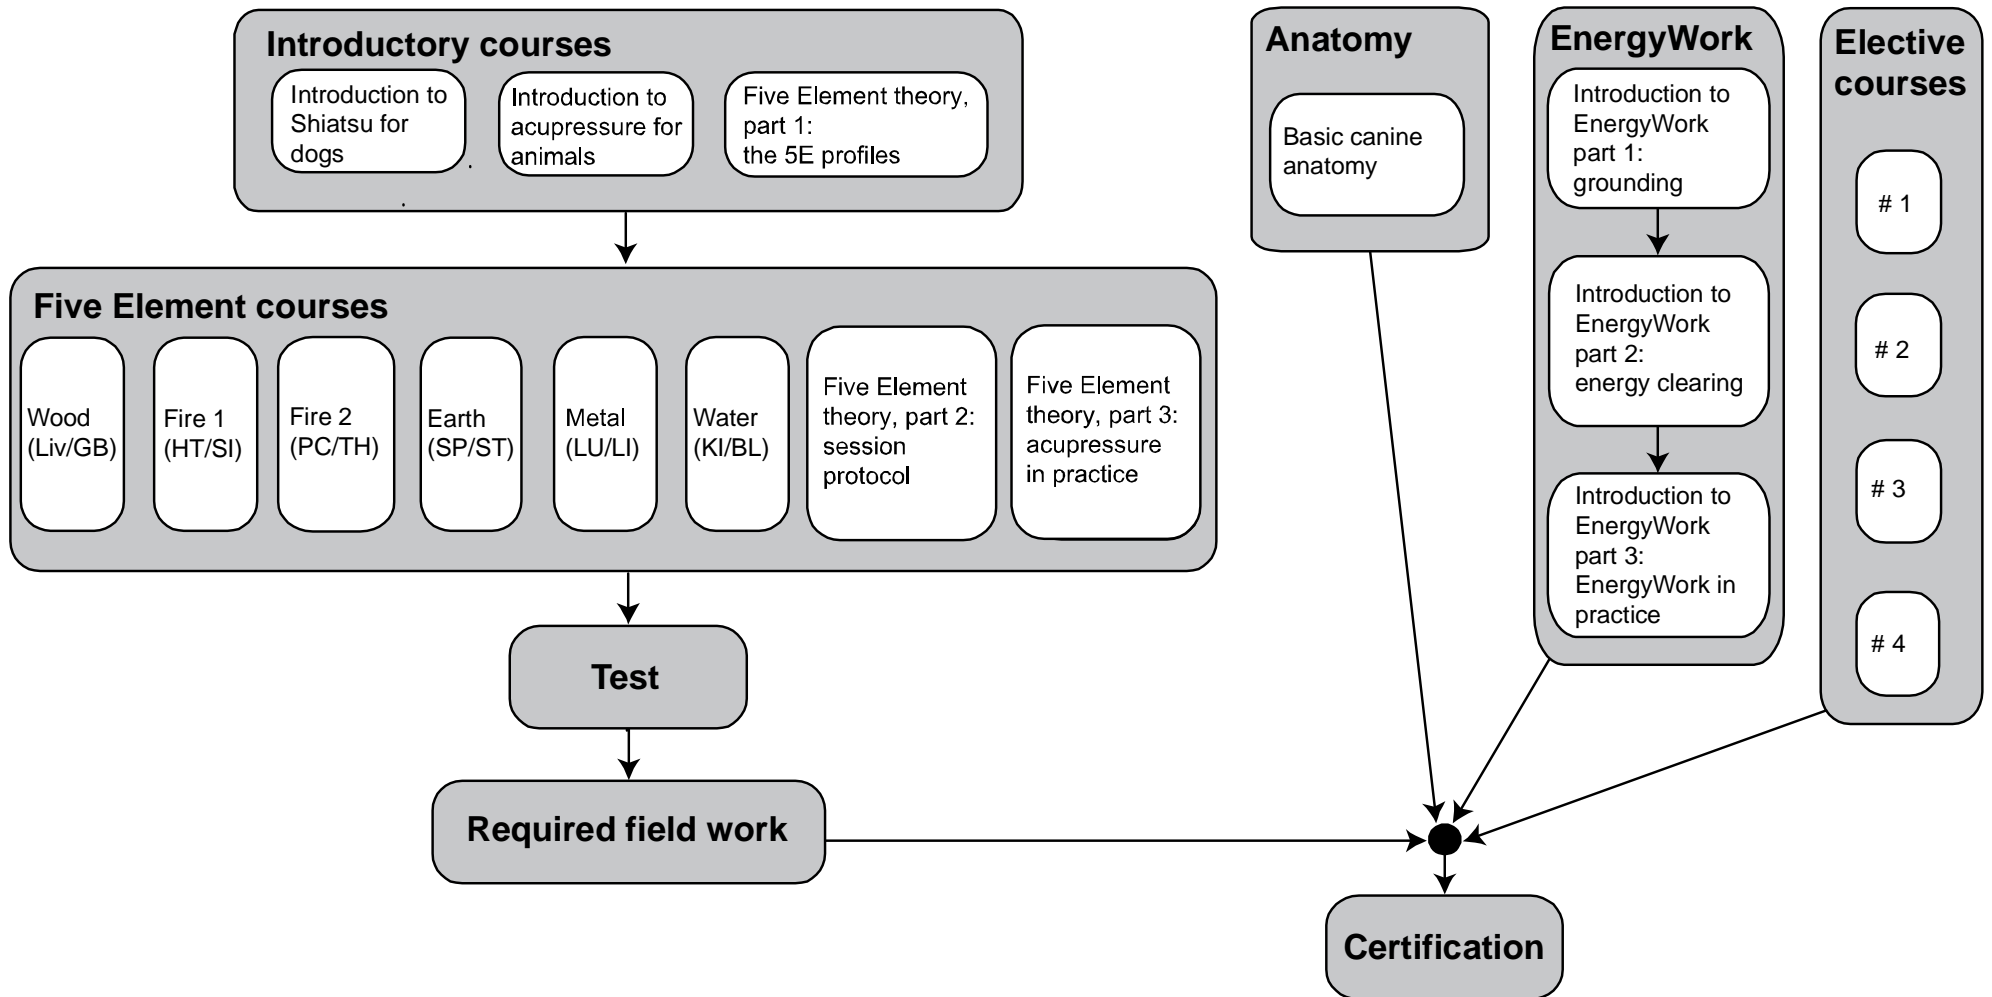 Introductory courses
Introduction to
Shiatsu for
dogs
Introduction to
acupressure for
animals
Five Element theory,
part 1:
the 5E profiles
Five Element courses
Wood
(Liv/GB)
Fire 1
(HT/SI)
Fire 2
(PC/TH)
Earth
(SP/ST)
Metal
(LU/LI)
Water
(KI/BL)
Five Element
theory, part 2:
session
protocol
Five Element
theory, part 3:
acupressure
in practice
Test
Required field work
Anatomy
Basic canine
anatomy
EnergyWork
Introduction to
EnergyWork
part 1:
grounding
Introduction to
EnergyWork
part 2:
energy clearing
Introduction to
EnergyWork
part 3:
EnergyWork in
practice
Elective
courses
# 1
# 2
# 3
# 4
Certification